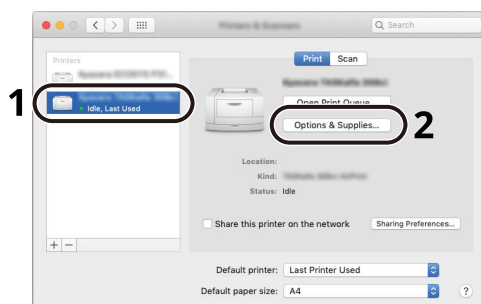 Search
Printers
Print Scan
1
Idle, Last Used
Open Print Queue
Options & Supplies...
2
Location:
Kind:
Status: Idle
Share this printer on the network
Sharing Preferences...
+ −
Default printer: Last Printer Used
Default paper size: A4
?